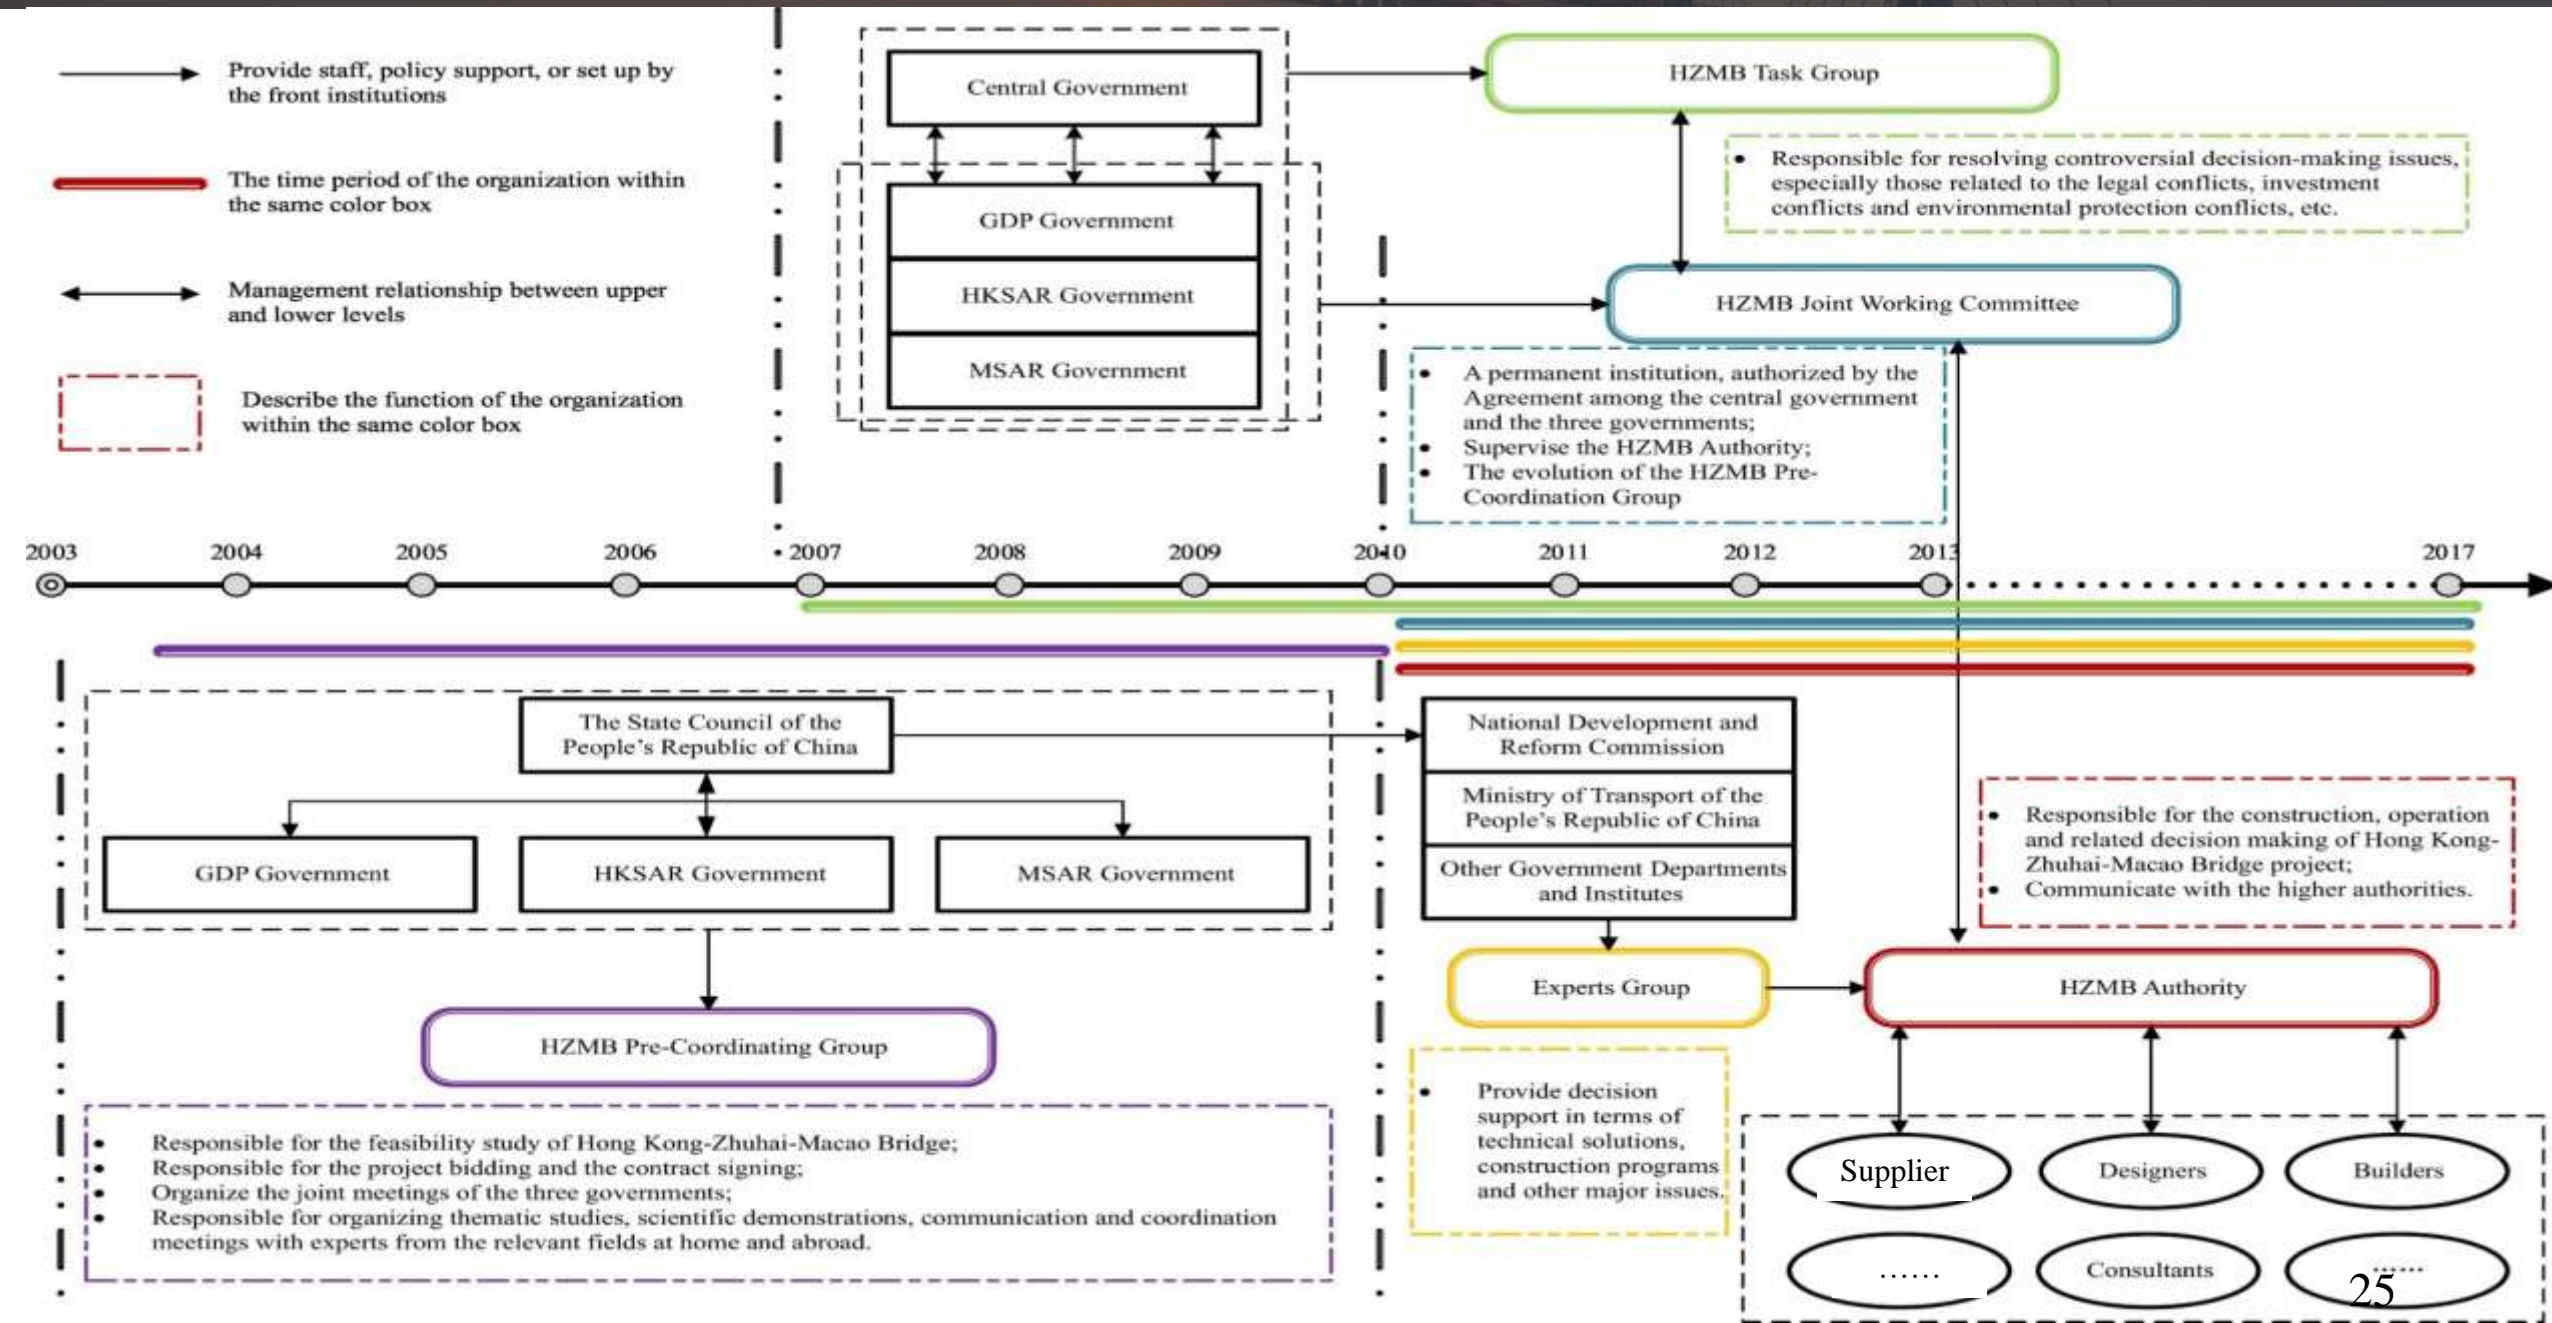 Provide staff, policy support, or set up by
the front institutions
The time period of the organization within
the same color box
Management relationship between upper
and lower levels
Describe the function of the organization
within the same color box
Central Government
GDP Government
HKSAR Government
MSAR Government
HZMB Task Group
• Responsible for resolving controversial decision-making issues,
especially those related to the legal conflicts, investment
conflicts and environmental protection conflicts, etc.
HZMB Joint Working Committee
• A permanent institution, authorized by the
Agreement among the central government
and the three governments;
• Supervise the HZMB Authority;
• The evolution of the HZMB Pre-
Coordination Group
2003 2004 2005 2006 2007 2008 2009 2010 2011 2012 2013 2017
The State Council of the
People's Republic of China
GDP Government
HKSAR Government
MSAR Government
HZMB Pre-Coordinating Group
• Responsible for the feasibility study of Hong Kong-Zhuhai-Macao Bridge;
• Responsible for the project bidding and the contract signing;
• Organize the joint meetings of the three governments;
• Responsible for organizing thematic studies, scientific demonstrations, communication and coordination
meetings with experts from the relevant fields at home and abroad.
National Development and
Reform Commission
Ministry of Transport of the
People's Republic of China
Other Government Departments
and Institutes
Experts Group
• Provide decision
support in terms of
technical solutions,
construction programs
and other major issues.
• Responsible for the construction, operation
and related decision making of Hong Kong-
Zhuhai-Macao Bridge project;
• Communicate with the higher authorities.
HZMB Authority
Supplier
Designers
Builders
......
Consultants
......
25